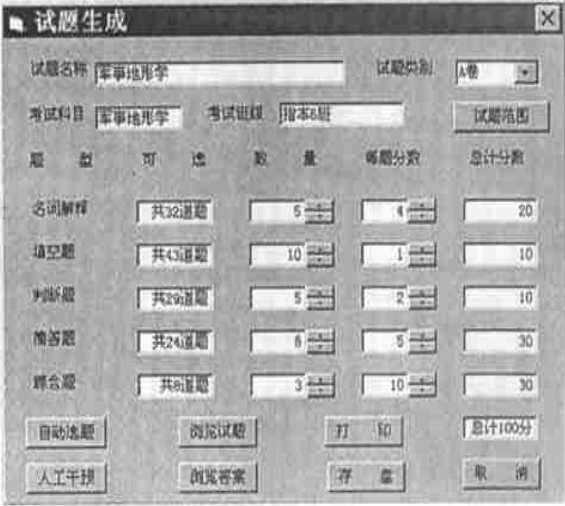 试题生成
试题名称 军事地形学 试题类别 A卷
考试科目 军事地形学 考试班级 指本6班 试题范围
题 型 可 选 数 量 每题分数 总计分数
名词解释 共32道题 5 4 20
填空题 共43道题 10 1 10
判断题 共29道题 5 2 10
简答题 共24道题 6 5 30
综合题 共8道题 3 10 30
自动选题 浏览试题 打 印 总计100分
人工干预 浏览答案 存 盘 取 消